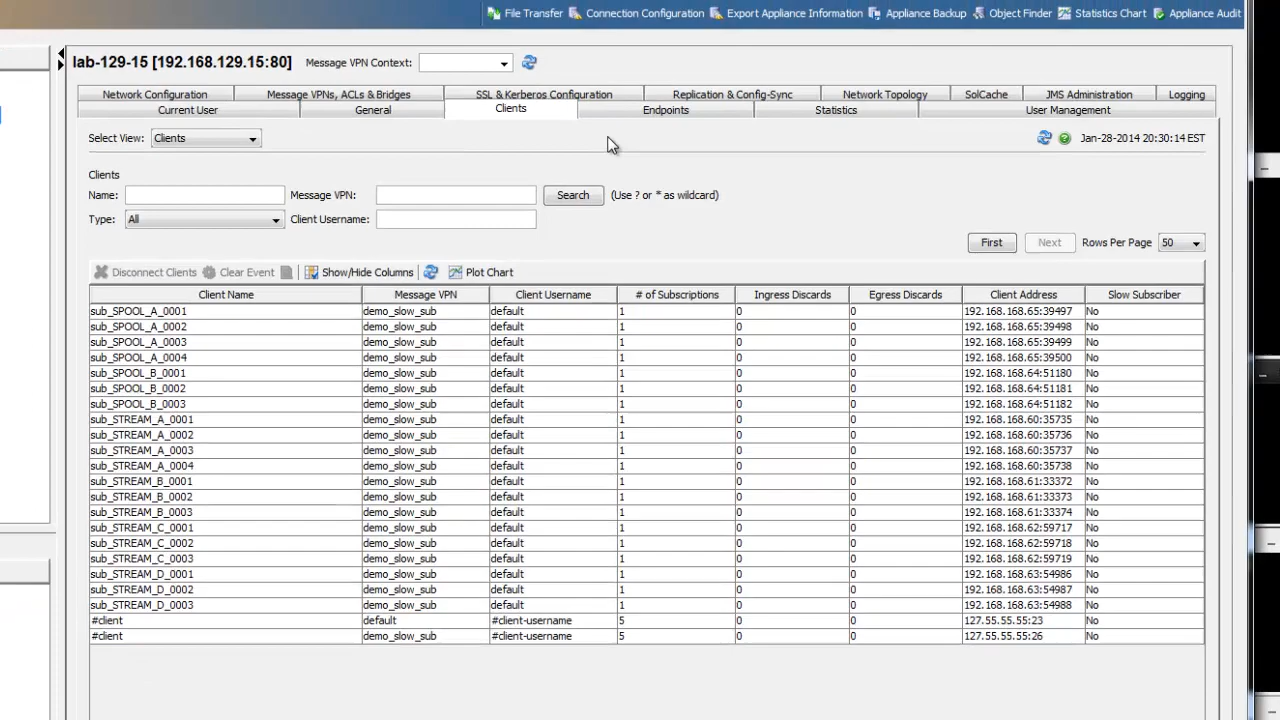 File Transfer Connection Configuration Export Appliance Information Appliance Backup Object Finder Statistics Chart Appliance Audit
lab-129-15 [192.168.129.15:80] Message VPN Context:
Network Configuration Message VPNs, ACLs & Bridges SSL & Kerberos Configuration Replication & Config-Sync Network Topology SolCache JMS Administration Logging
Current User General Clients Endpoints Statistics User Management
Select View: Clients Jan-28-2014 20:30:14 EST
Clients
Name: Message VPN: Search (Use ? or * as wildcard)
Type: All Client Username:
First Next Rows Per Page 50
Disconnect Clients Clear Event Show/Hide Columns Plot Chart
Client Name Message VPN Client Username # of Subscriptions Ingress Discards Egress Discards Client Address Slow Subscriber
sub_SPOOL_A_0001 demo_slow_sub default 1 0 0 192.168.168.65:39497 No
sub_SPOOL_A_0002 demo_slow_sub default 1 0 0 192.168.168.65:39498 No
sub_SPOOL_A_0003 demo_slow_sub default 1 0 0 192.168.168.65:39499 No
sub_SPOOL_A_0004 demo_slow_sub default 1 0 0 192.168.168.65:39500 No
sub_SPOOL_B_0001 demo_slow_sub default 1 0 0 192.168.168.64:51180 No
sub_SPOOL_B_0002 demo_slow_sub default 1 0 0 192.168.168.64:51181 No
sub_SPOOL_B_0003 demo_slow_sub default 1 0 0 192.168.168.64:51182 No
sub_STREAM_A_0001 demo_slow_sub default 1 0 0 192.168.168.60:35735 No
sub_STREAM_A_0002 demo_slow_sub default 1 0 0 192.168.168.60:35736 No
sub_STREAM_A_0003 demo_slow_sub default 1 0 0 192.168.168.60:35737 No
sub_STREAM_A_0004 demo_slow_sub default 1 0 0 192.168.168.60:35738 No
sub_STREAM_B_0001 demo_slow_sub default 1 0 0 192.168.168.61:33372 No
sub_STREAM_B_0002 demo_slow_sub default 1 0 0 192.168.168.61:33373 No
sub_STREAM_B_0003 demo_slow_sub default 1 0 0 192.168.168.61:33374 No
sub_STREAM_C_0001 demo_slow_sub default 1 0 0 192.168.168.62:59717 No
sub_STREAM_C_0002 demo_slow_sub default 1 0 0 192.168.168.62:59718 No
sub_STREAM_C_0003 demo_slow_sub default 1 0 0 192.168.168.62:59719 No
sub_STREAM_D_0001 demo_slow_sub default 1 0 0 192.168.168.63:54986 No
sub_STREAM_D_0002 demo_slow_sub default 1 0 0 192.168.168.63:54987 No
sub_STREAM_D_0003 demo_slow_sub default 1 0 0 192.168.168.63:54988 No
#client default #client-username 5 0 0 127.55.55.55:23 No
#client demo_slow_sub #client-username 5 0 0 127.55.55.55:26 No